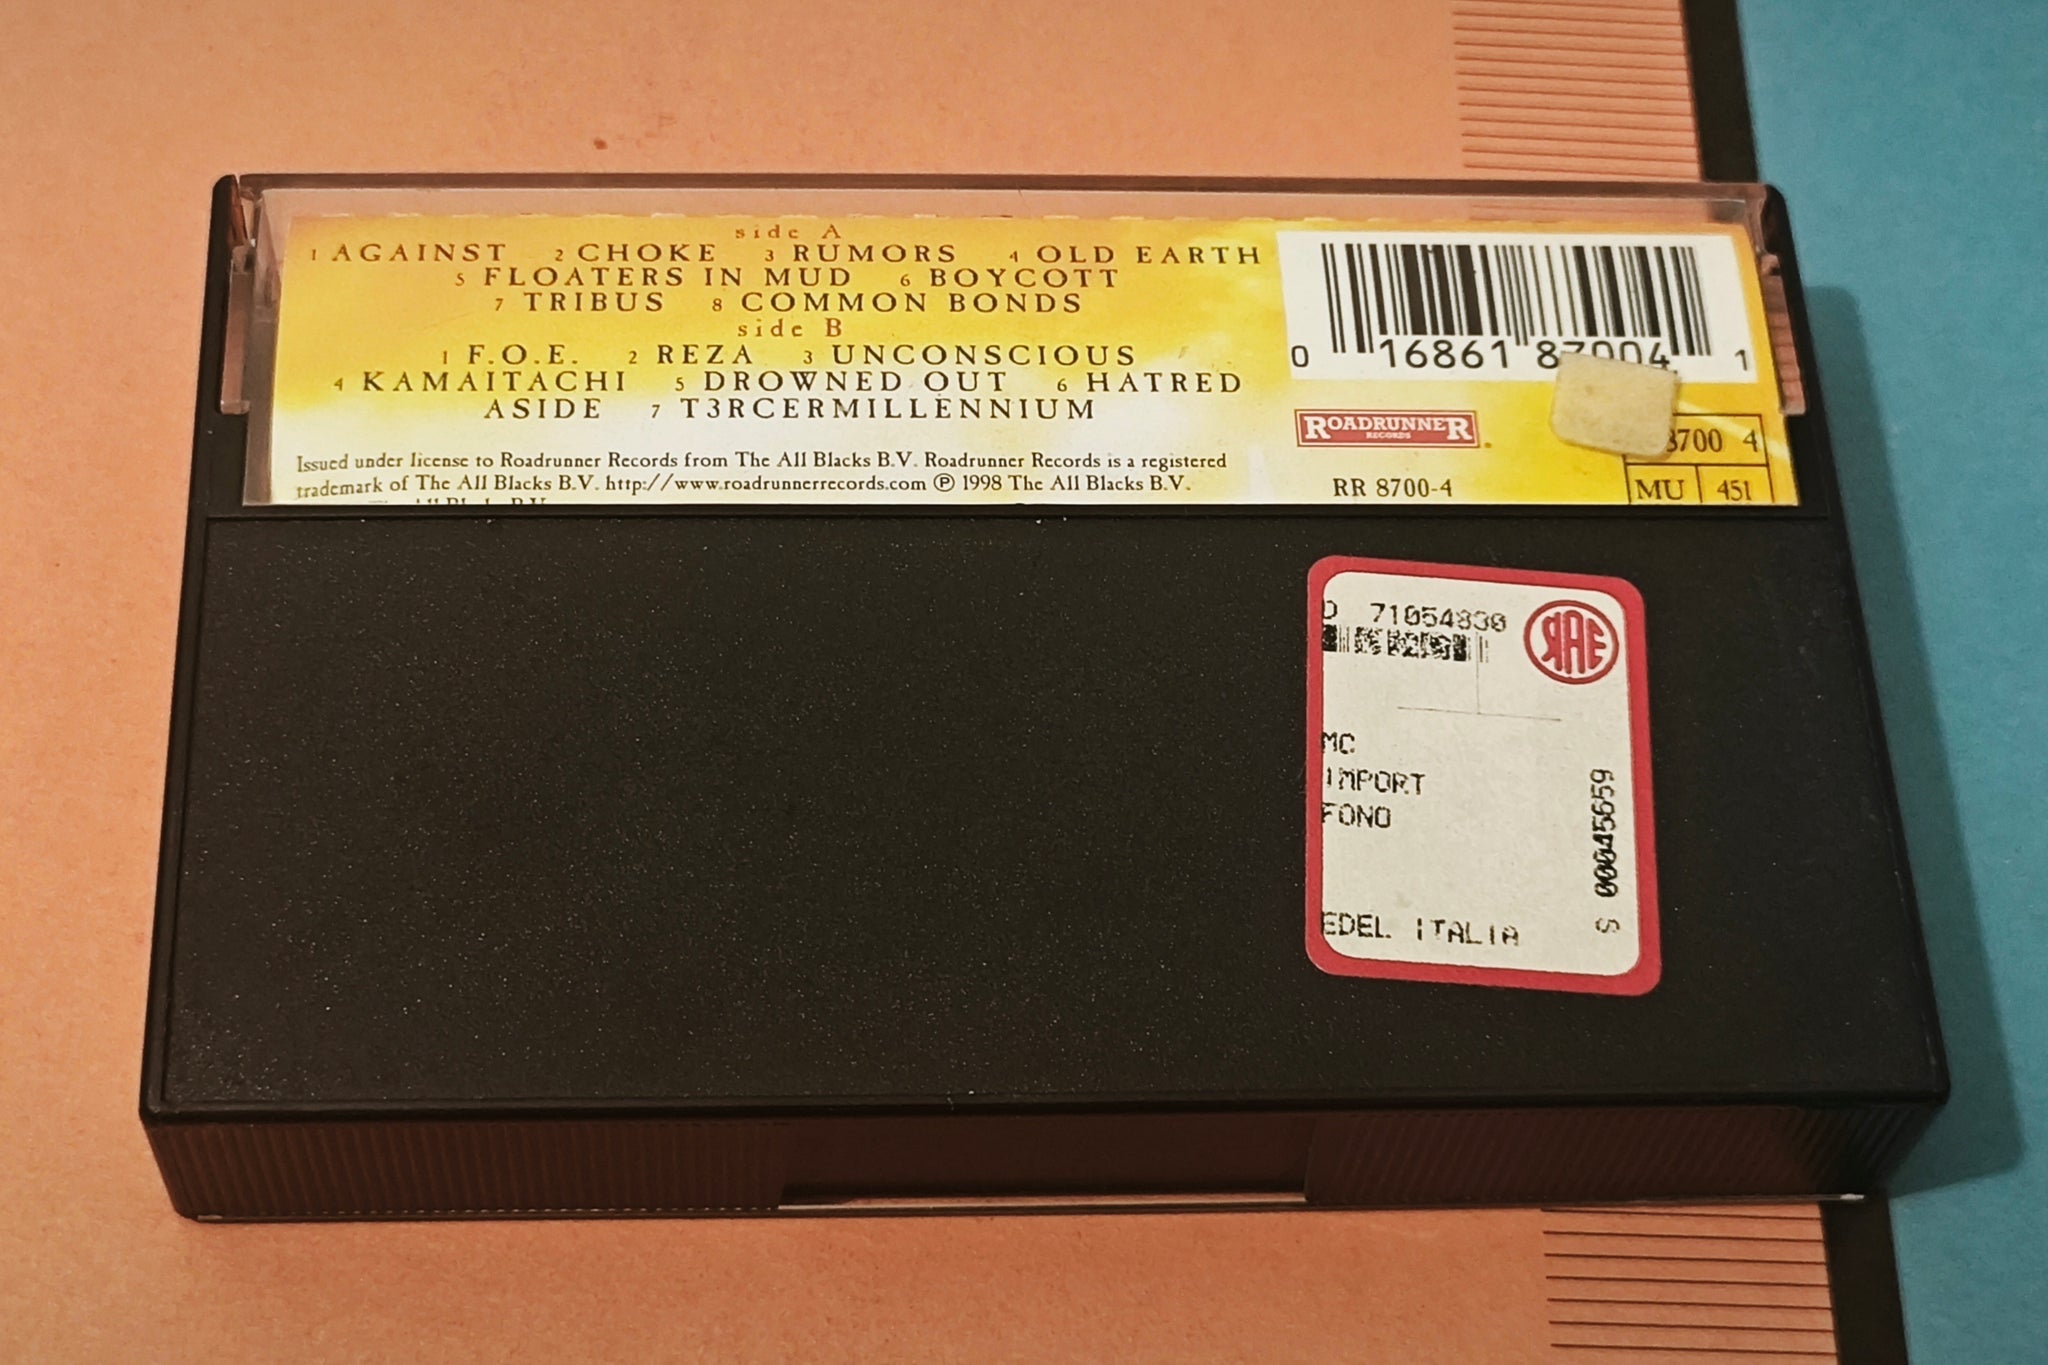 side A
1 AGAINST 2 CHOKE 3 RUMORS 4 OLD EARTH
5 FLOATERS IN MUD 6 BOYCOTT
7 TRIBUS 8 COMMON BONDS
side B
1 F.O.E. 2 REZA 3 UNCONSCIOUS
4 KAMAITACHI 5 DROWNED OUT 6 HATRED
ASIDE 7 T3RCERMILLENNIUM
Issued under license to Roadrunner Records from The All Blacks B.V. Roadrunner Records is a registered
trademark of The All Blacks B.V. http://www.roadrunnerrecords.com ℗ 1998 The All Blacks B.V.
0 16861 87004 1
ROADRUNNER
RECORDS
RR 8700-4
8700 4
MU 451
D 71054830
SIAE
MC
IMPORT
FONO
EDEL ITALIA
S 00045659